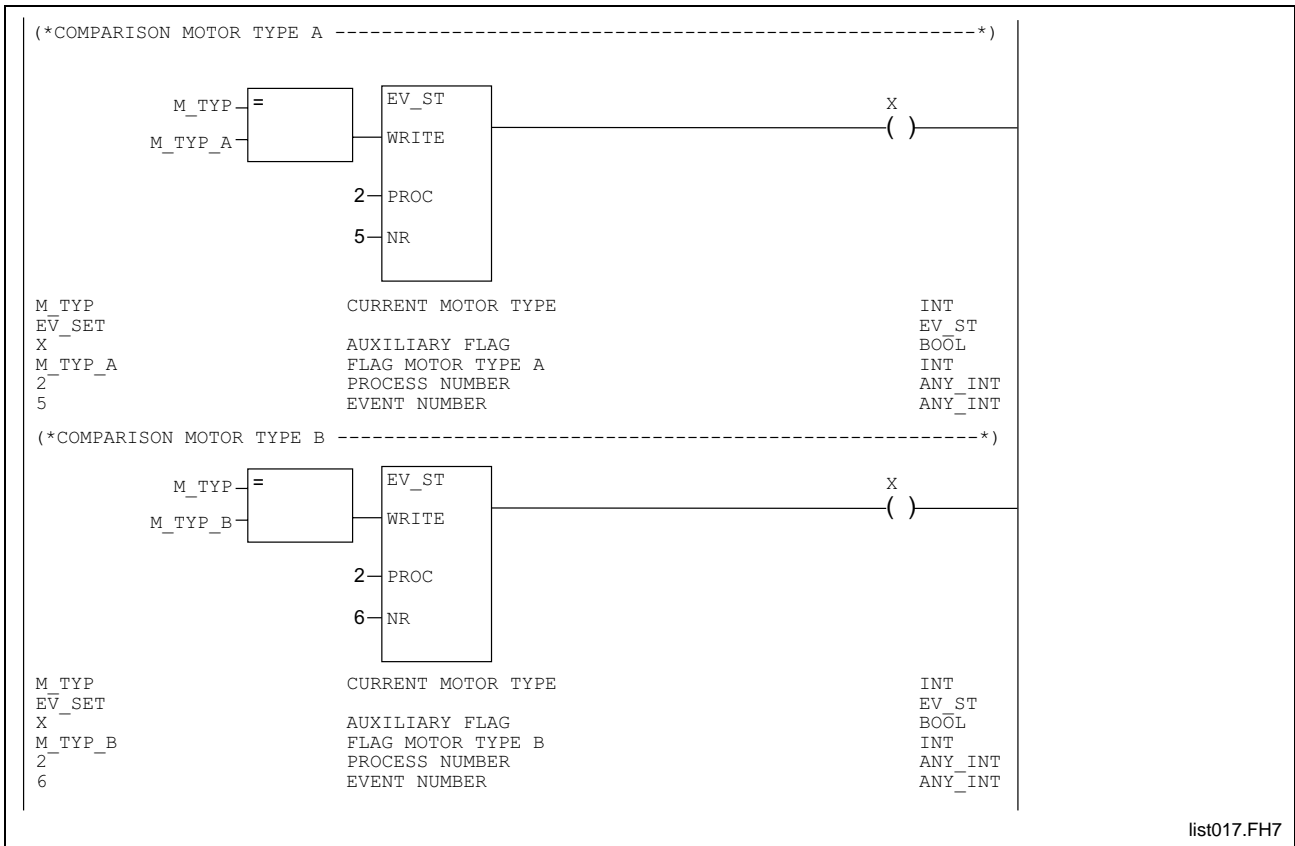 (*COMPARISON MOTOR TYPE A -------------------------------------------------------*)
M_TYP = EV_ST X
M_TYP_A WRITE ( )
2 PROC
5 NR
M_TYP CURRENT MOTOR TYPE INT
EV_SET EV_ST
X AUXILIARY FLAG BOOL
M_TYP_A FLAG MOTOR TYPE A INT
2 PROCESS NUMBER ANY_INT
5 EVENT NUMBER ANY_INT
(*COMPARISON MOTOR TYPE B -------------------------------------------------------*)
M_TYP = EV_ST X
M_TYP_B WRITE ( )
2 PROC
6 NR
M_TYP CURRENT MOTOR TYPE INT
EV_SET EV_ST
X AUXILIARY FLAG BOOL
M_TYP_B FLAG MOTOR TYPE B INT
2 PROCESS NUMBER ANY_INT
6 EVENT NUMBER ANY_INT
list017.FH7